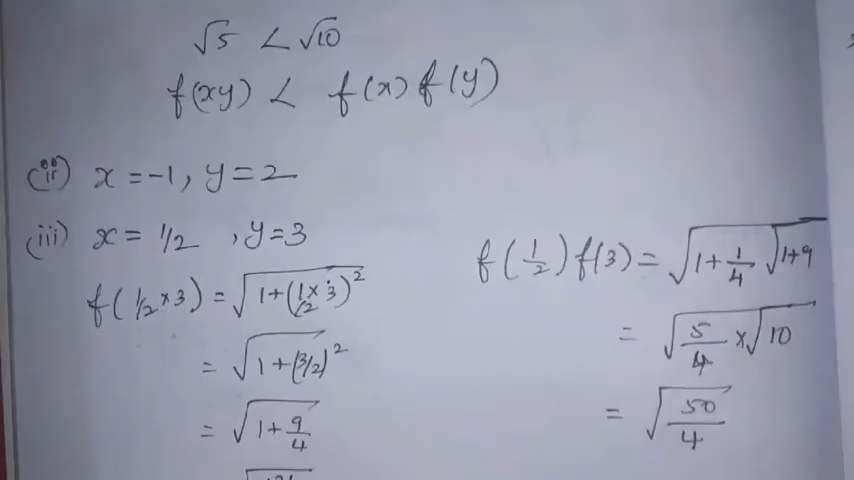 √5 < √10
f(xy) < f(x) f(y)
(ii) x = -1, y = 2
(iii) x = 1/2, y = 3
f(1/2 × 3) = √(1 + (1/2 × 3)²)
= √(1 + (3/2)²)
= √(1 + 9/4)
f(1/2) f(3) = √(1 + 1/4) √(1+9)
= √(5/4) × √10
= √(50/4)